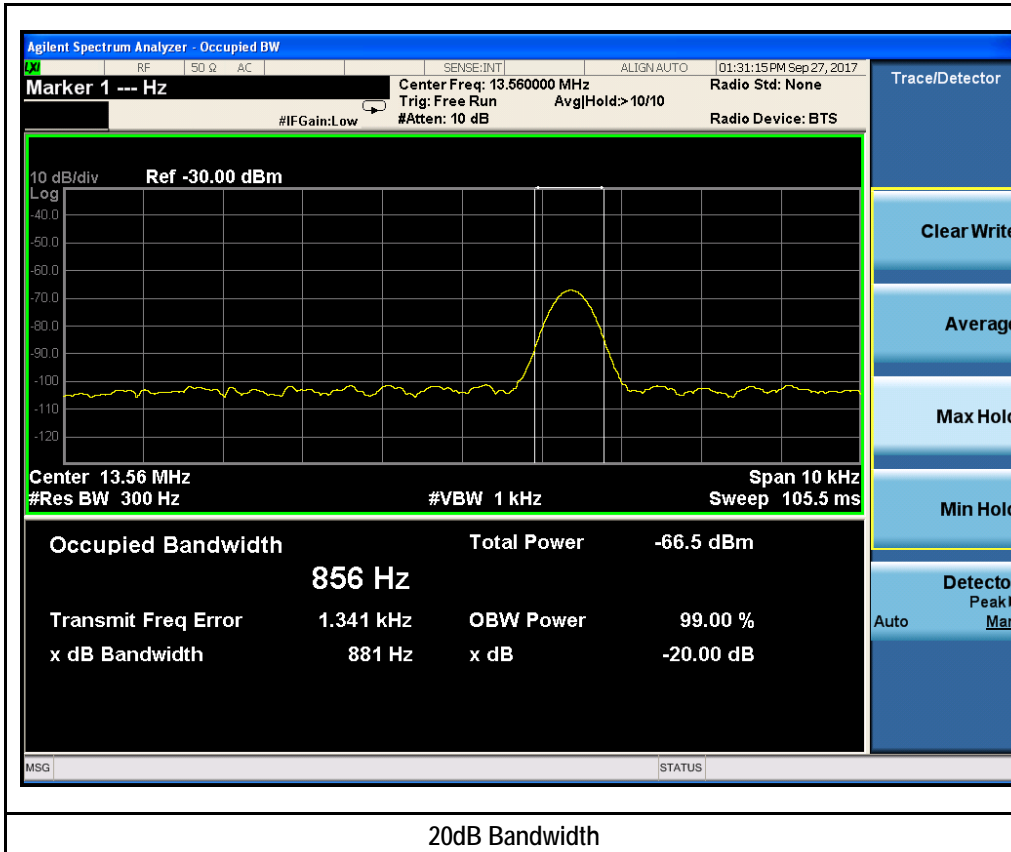 Agilent Spectrum Analyzer - Occupied BW
LXI RF 50 Ω AC SENSE:INT ALIGN AUTO 01:31:15 PM Sep 27, 2017
Marker 1 --- Hz
Center Freq: 13.560000 MHz
Radio Std: None
Trig: Free Run Avg|Hold:> 10/10
#IFGain:Low
#Atten: 10 dB
Radio Device: BTS
10 dB/div Ref -30.00 dBm
Log
-40.0
-50.0
-60.0
-70.0
-80.0
-90.0
-100
-110
-120
Center 13.56 MHz
Span 10 kHz
#Res BW 300 Hz
#VBW 1 kHz
Sweep 105.5 ms
Occupied Bandwidth
856 Hz
Total Power -66.5 dBm
Transmit Freq Error 1.341 kHz
OBW Power 99.00 %
x dB Bandwidth 881 Hz
x dB -20.00 dB
Trace/Detector
Clear Write
Average
Max Hold
Min Hold
Detecto
Peak
Auto Man
MSG
STATUS
20dB Bandwidth